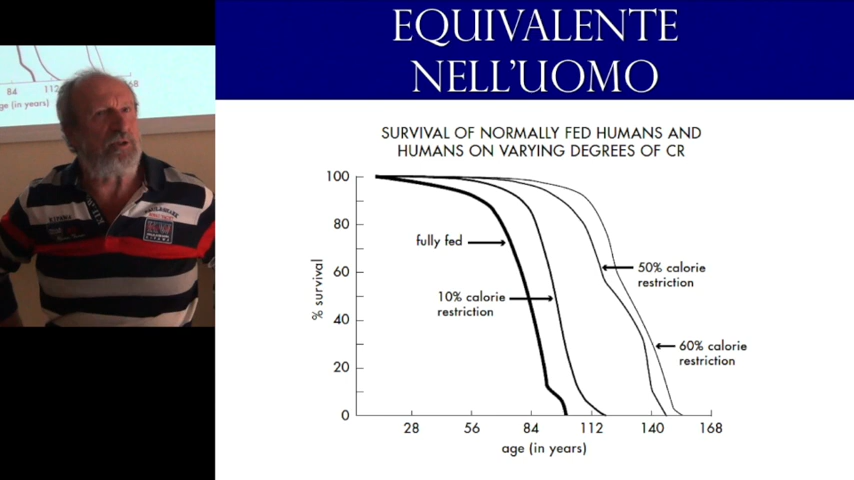 EQUIVALENTE
NELL'UOMO
SURVIVAL OF NORMALLY FED HUMANS AND
HUMANS ON VARYING DEGREES OF CR
% survival
100
80
60
40
20
0
fully fed
10% calorie
restriction
50% calorie
restriction
60% calorie
restriction
28 56 84 112 140 168
age (in years)
84 112 68
ge (in years)